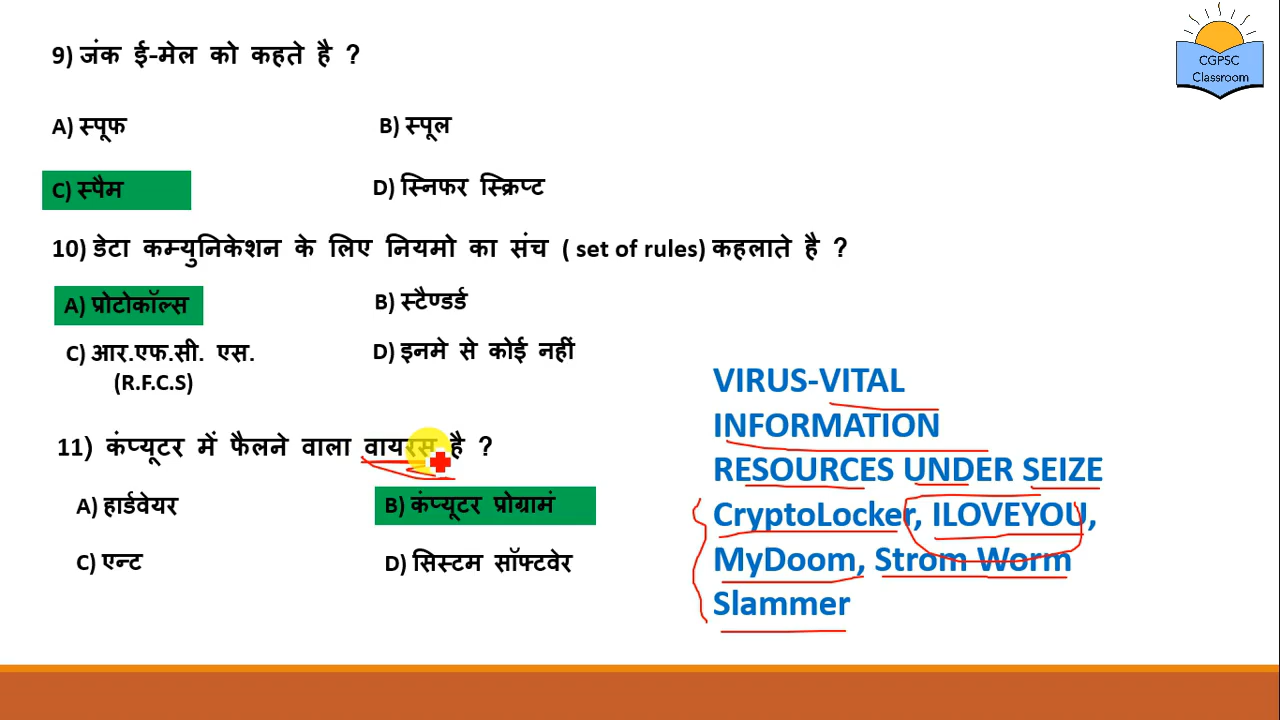 CGPSC
Classroom
9) जंक ई-मेल को कहते है ?
A) स्पूफ B) स्पूल
C) स्पैम D) स्निफर स्क्रिप्ट
10) डेटा कम्युनिकेशन के लिए नियमो का संच ( set of rules) कहलाते है ?
A) प्रोटोकॉल्स B) स्टैण्डर्ड
C) आर.एफ.सी. एस. D) इनमे से कोई नहीं
(R.F.C.S)
11) कंप्यूटर में फैलने वाला वायरस है ?
A) हार्डवेयर B) कंप्यूटर प्रोग्रामं
C) एन्ट D) सिस्टम सॉफ्टवेर
VIRUS-VITAL
INFORMATION
RESOURCES UNDER SEIZE
CryptoLocker, ILOVEYOU,
MyDoom, Strom Worm
Slammer